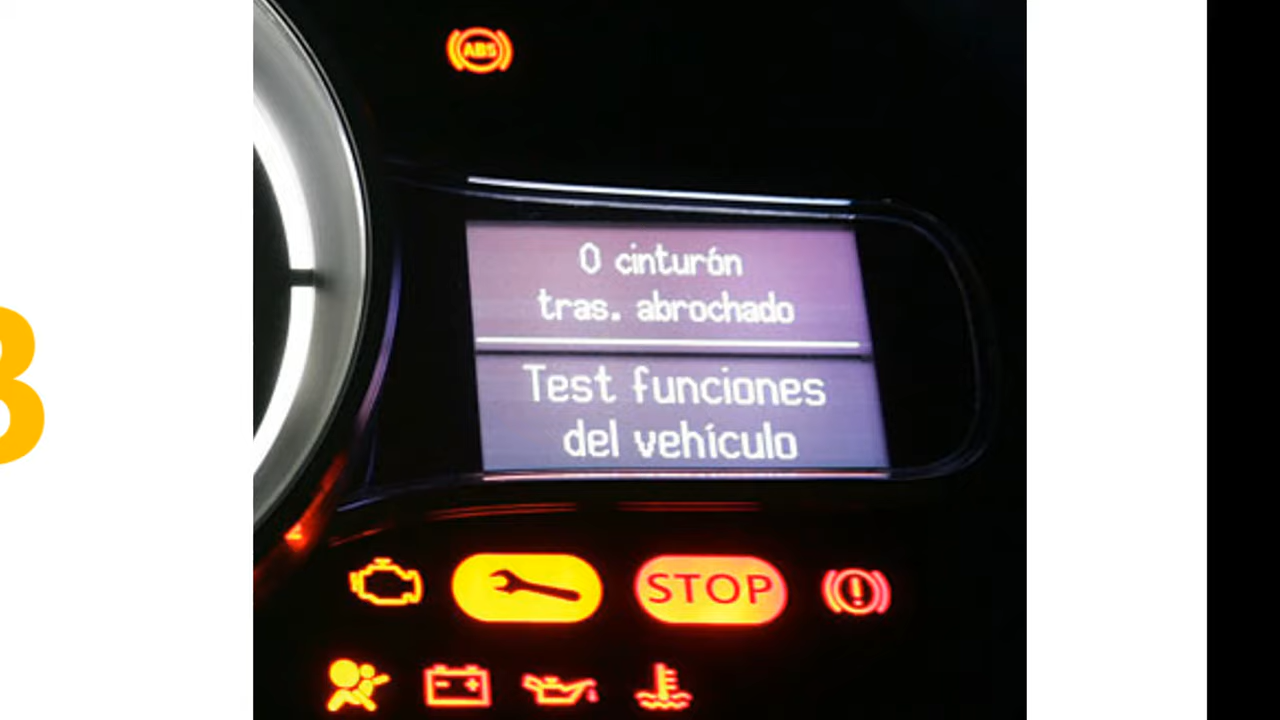 ABS
0 cinturón
tras. abrochado
Test funciones
del vehículo
STOP